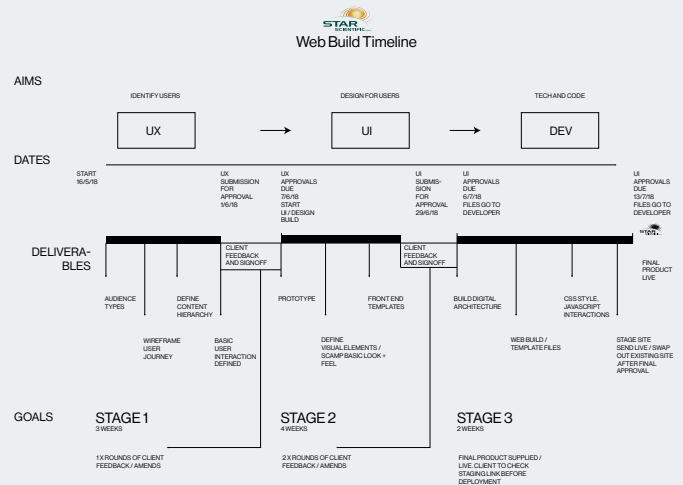 STAR
SCIENTIFIC
Web Build Timeline
AIMS
IDENTIFY USERS
DESIGN FOR USERS
TECH AND CODE
UX
UI
DEV
DATES
START
16/5/18
UX
SUBMISSION
FOR
APPROVAL
1/6/18
UX
APPROVALS
DUE
7/6/18
START
UI / DESIGN
BUILD
UI
SUBMIS-
SION
FOR
APPROVAL
29/6/18
UI
APPROVALS
DUE
6/7/18
FILES GO TO
DEVELOPER
UI
APPROVALS
DUE
13/7/18
FILES GO TO
DEVELOPER
STAR
DELIVERA-
BLES
CLIENT
FEEDBACK
AND SIGNOFF
CLIENT
FEEDBACK
AND SIGNOFF
FINAL
PRODUCT
LIVE
AUDIENCE
TYPES
DEFINE
CONTENT
HIERARCHY
PROTOTYPE
FRONT END
TEMPLATES
BUILD DIGITAL
ARCHITECTURE
CSS STYLE,
JAVASCRIPT
INTERACTIONS
WIREFRAME
USER
JOURNEY
BASIC
USER
INTERACTION
DEFINED
DEFINE
VISUAL ELEMENTS /
SCAMP BASIC LOOK +
FEEL
WEB BUILD /
TEMPLATE FILES
STAGE SITE
SEND LIVE / SWAP
OUT EXISTING SITE
AFTER FINAL
APPROVAL
GOALS
STAGE 1
3 WEEKS
STAGE 2
4 WEEKS
STAGE 3
2 WEEKS
1 X ROUNDS OF CLIENT
FEEDBACK / AMENDS
2 X ROUNDS OF CLIENT
FEEDBACK / AMENDS
FINAL PRODUCT SUPPLIED /
LIVE. CLIENT TO CHECK
STAGING LINK BEFORE
DEPLOYMENT